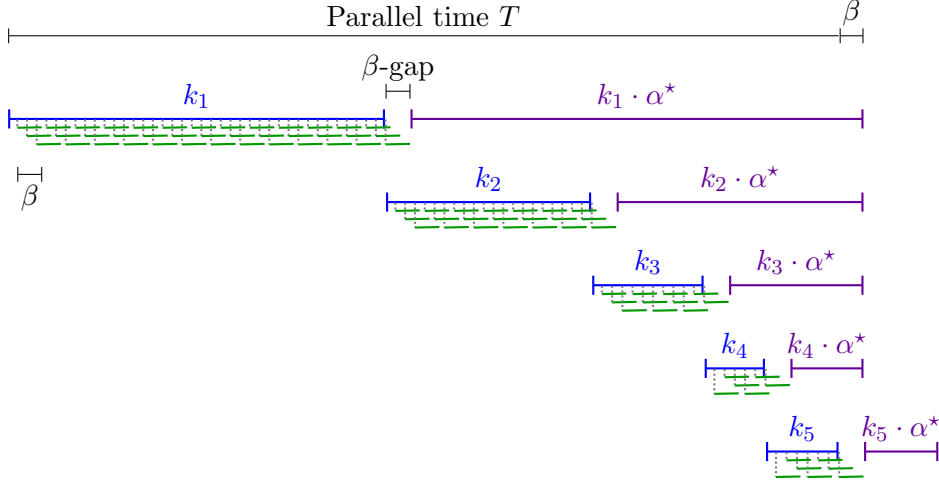 Parallel time T
β
β-gap
k₁
k₁ · α⋆
β
k₂
k₂ · α⋆
k₃
k₃ · α⋆
k₄
k₄ · α⋆
k₅
k₅ · α⋆